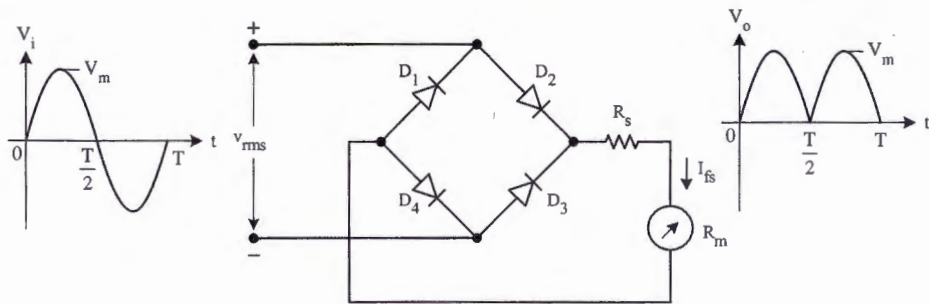 V_i
V_m
0
T/2
T
t
+
v_rms
−
D_1
D_2
D_4
D_3
R_s
I_fs
R_m
V_o
V_m
0
T/2
T
t